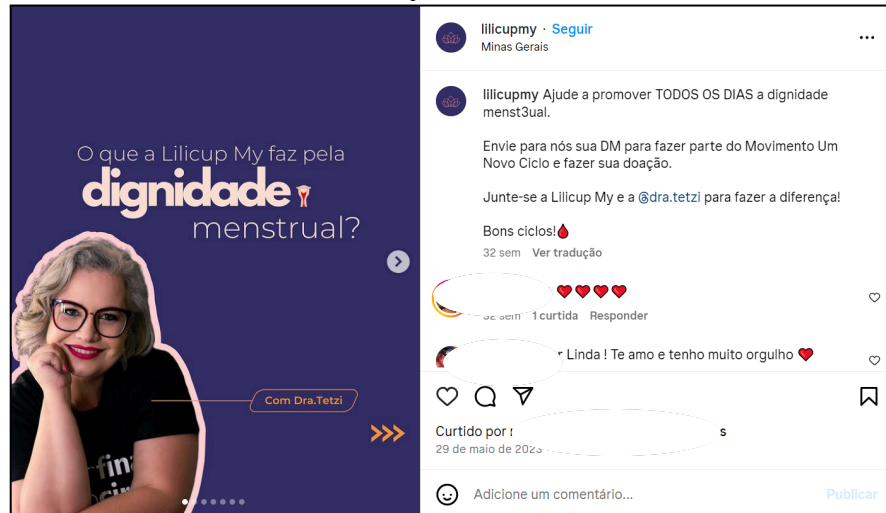 O que a Lilicup My faz pela
dignidade
menstrual?
Com Dra.Tetzi
lilicupmy · Seguir
Minas Gerais
lilicupmy Ajude a promover TODOS OS DIAS a dignidade
menst3ual.
Envie para nós sua DM para fazer parte do Movimento Um
Novo Ciclo e fazer sua doação.
Junte-se a Lilicup My e a @dra.tetzi para fazer a diferença!
Bons ciclos!🩸
32 sem Ver tradução
❤️❤️❤️❤️
32 sem 1 curtida Responder
Linda ! Te amo e tenho muito orgulho ❤️
Curtido por
29 de maio de 2023
Adicione um comentário...
Publicar